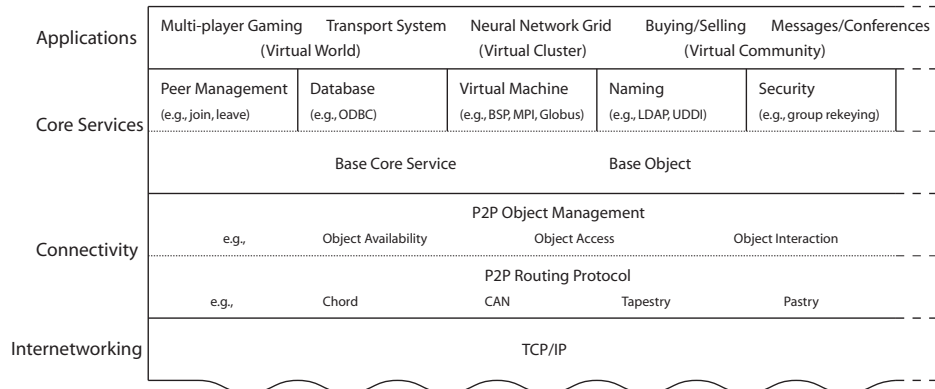 Applications
Multi-player Gaming Transport System Neural Network Grid Buying/Selling Messages/Conferences
(Virtual World) (Virtual Cluster) (Virtual Community)
Core Services
Peer Management Database Virtual Machine Naming Security
(e.g., join, leave) (e.g., ODBC) (e.g., BSP, MPI, Globus) (e.g., LDAP, UDDI) (e.g., group rekeying)
Base Core Service Base Object
Connectivity
P2P Object Management
e.g., Object Availability Object Access Object Interaction
P2P Routing Protocol
e.g., Chord CAN Tapestry Pastry
Internetworking
TCP/IP